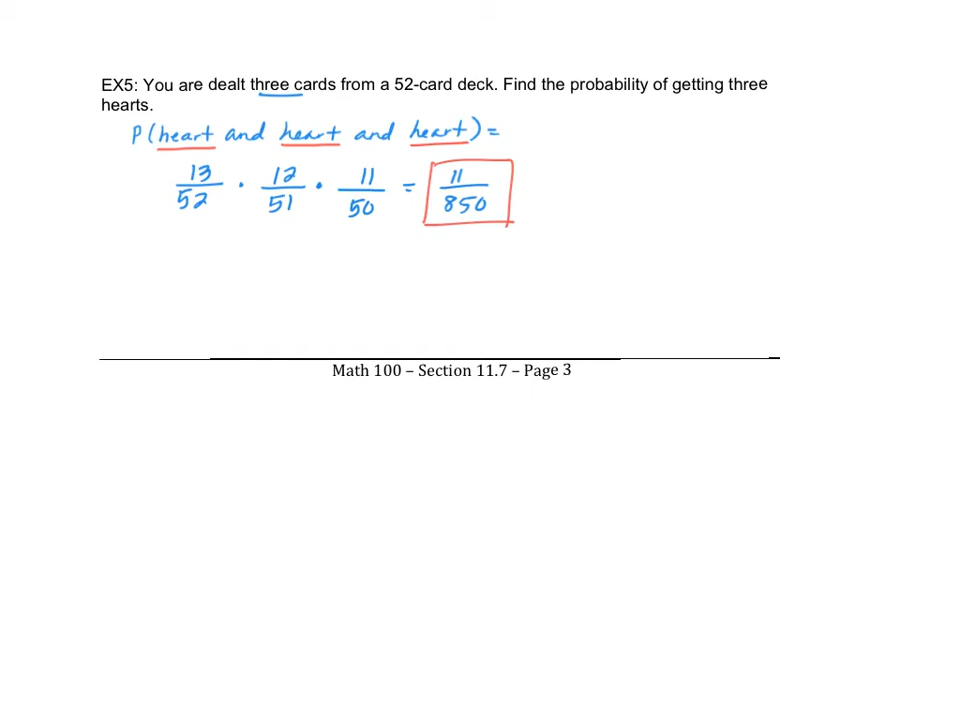 EX5: You are dealt three cards from a 52-card deck. Find the probability of getting three
hearts.
P(heart and heart and heart) =
13/52 · 12/51 · 11/50 = 11/850
Math 100 – Section 11.7 – Page 3